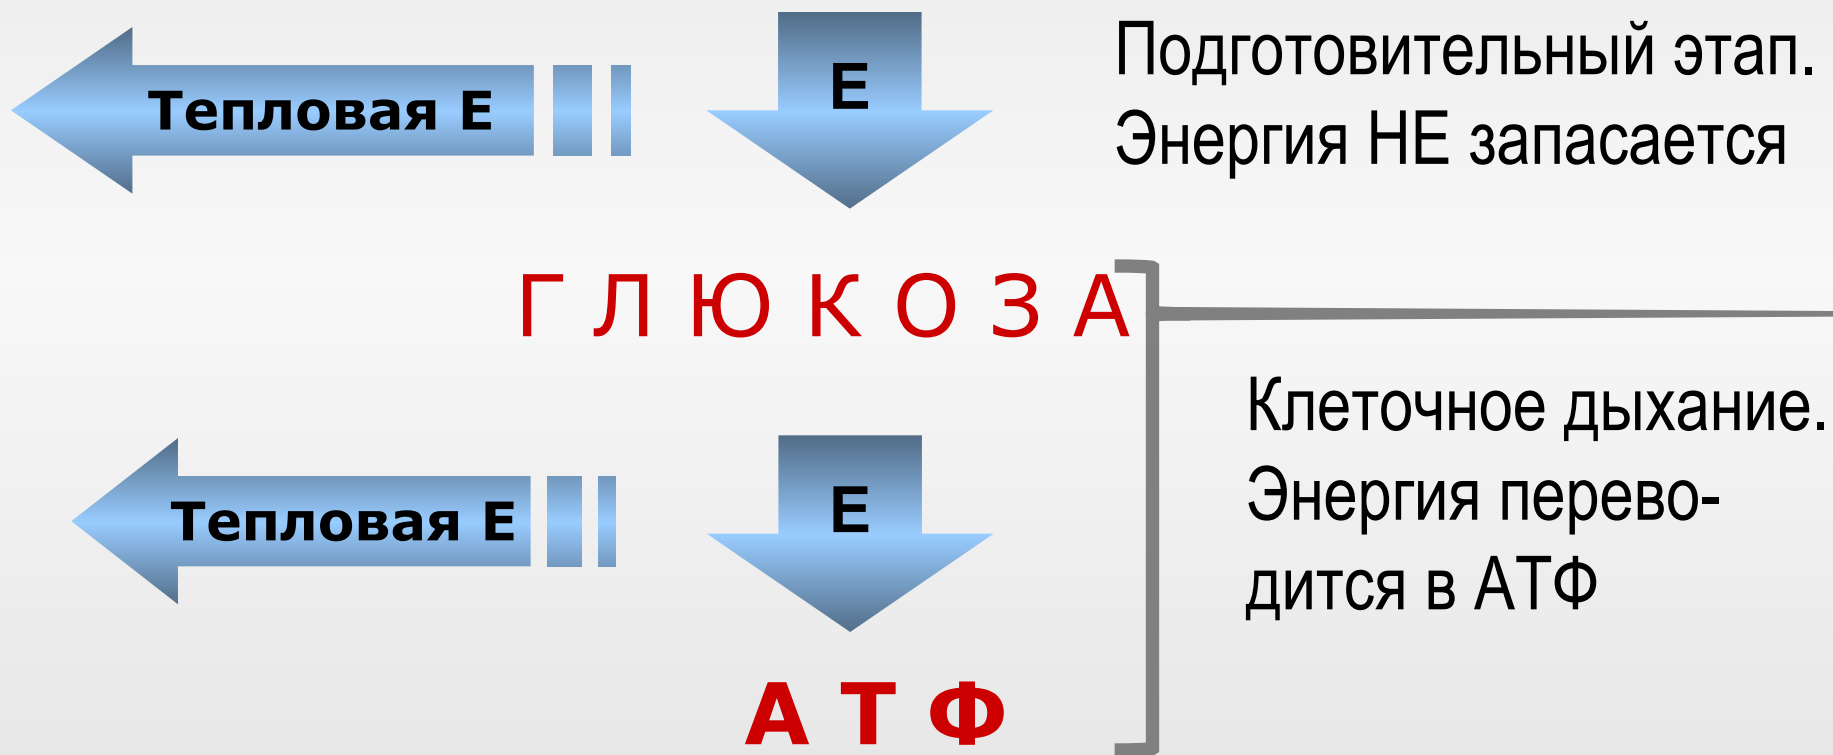 Тепловая Е
Е
Подготовительный этап.
Энергия НЕ запасается
Г Л Ю К О З А
Тепловая Е
Е
Клеточное дыхание.
Энергия перево-
дится в АТФ
А Т Ф